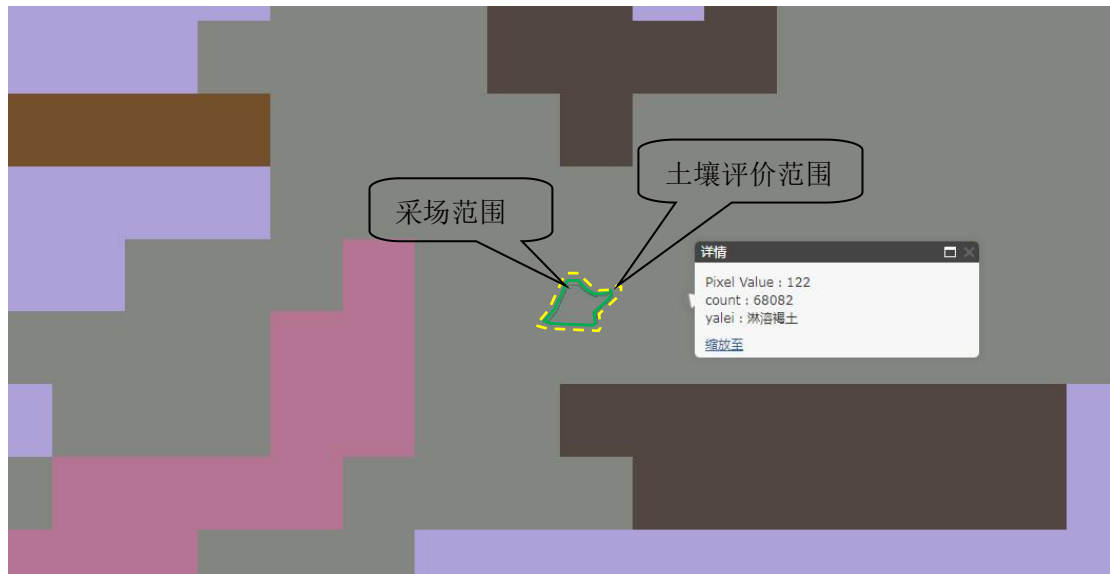 土壤评价范围
采场范围
详情
Pixel Value : 122
count : 68082
yalei : 淋溶褐土
缩放至